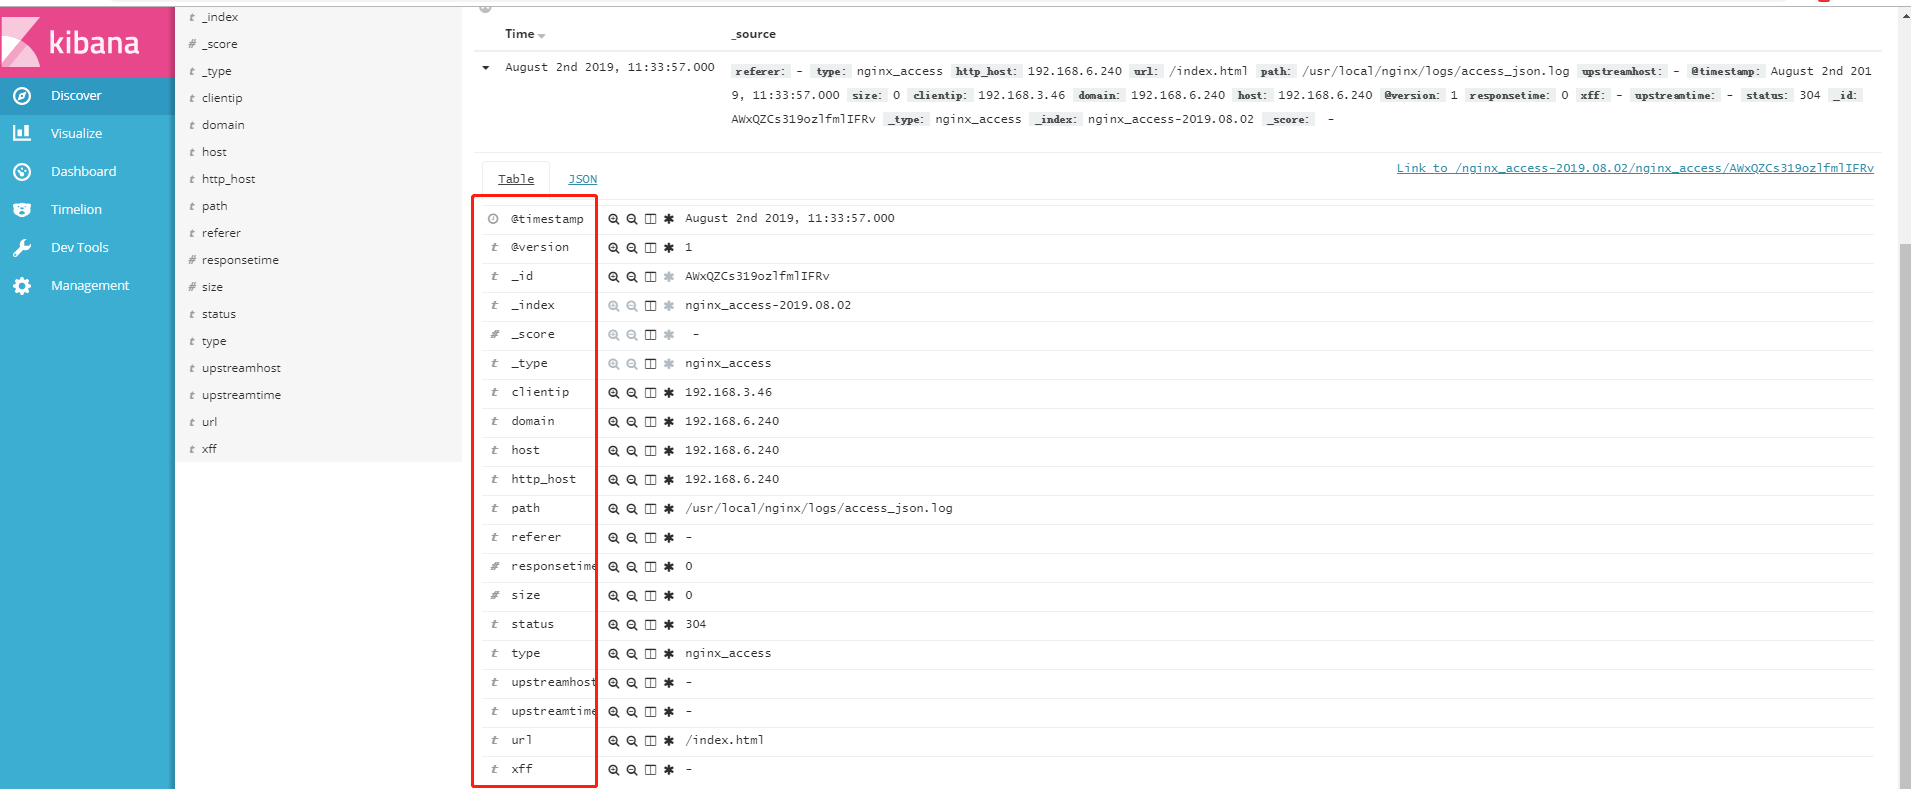 kibana
Discover
Visualize
Dashboard
Timelion
Dev Tools
Management
t _index
# _score
t _type
t clientip
t domain
t host
t http_host
t path
t referer
# responsetime
# size
t status
t type
t upstreamhost
t upstreamtime
t url
t xff
Time _source
August 2nd 2019, 11:33:57.000 referer: - type: nginx_access http_host: 192.168.6.240 url: /index.html path: /usr/local/nginx/logs/access_json.log upstreamhost: - @timestamp: August 2nd 201
9, 11:33:57.000 size: 0 clientip: 192.168.3.46 domain: 192.168.6.240 host: 192.168.6.240 @version: 1 responsetime: 0 xff: - upstreamtime: - status: 304 _id:
AWxQZCs319ozlfmlIFRv _type: nginx_access _index: nginx_access-2019.08.02 _score: -
Table JSON Link to /nginx_access-2019.08.02/nginx_access/AWxQZCs319ozlfmlIFRv
@timestamp August 2nd 2019, 11:33:57.000
t @version 1
t _id AWxQZCs319ozlfmlIFRv
t _index nginx_access-2019.08.02
# _score -
t _type nginx_access
t clientip 192.168.3.46
t domain 192.168.6.240
t host 192.168.6.240
t http_host 192.168.6.240
t path /usr/local/nginx/logs/access_json.log
t referer -
# responsetime 0
# size 0
t status 304
t type nginx_access
t upstreamhost -
t upstreamtime -
t url /index.html
t xff -